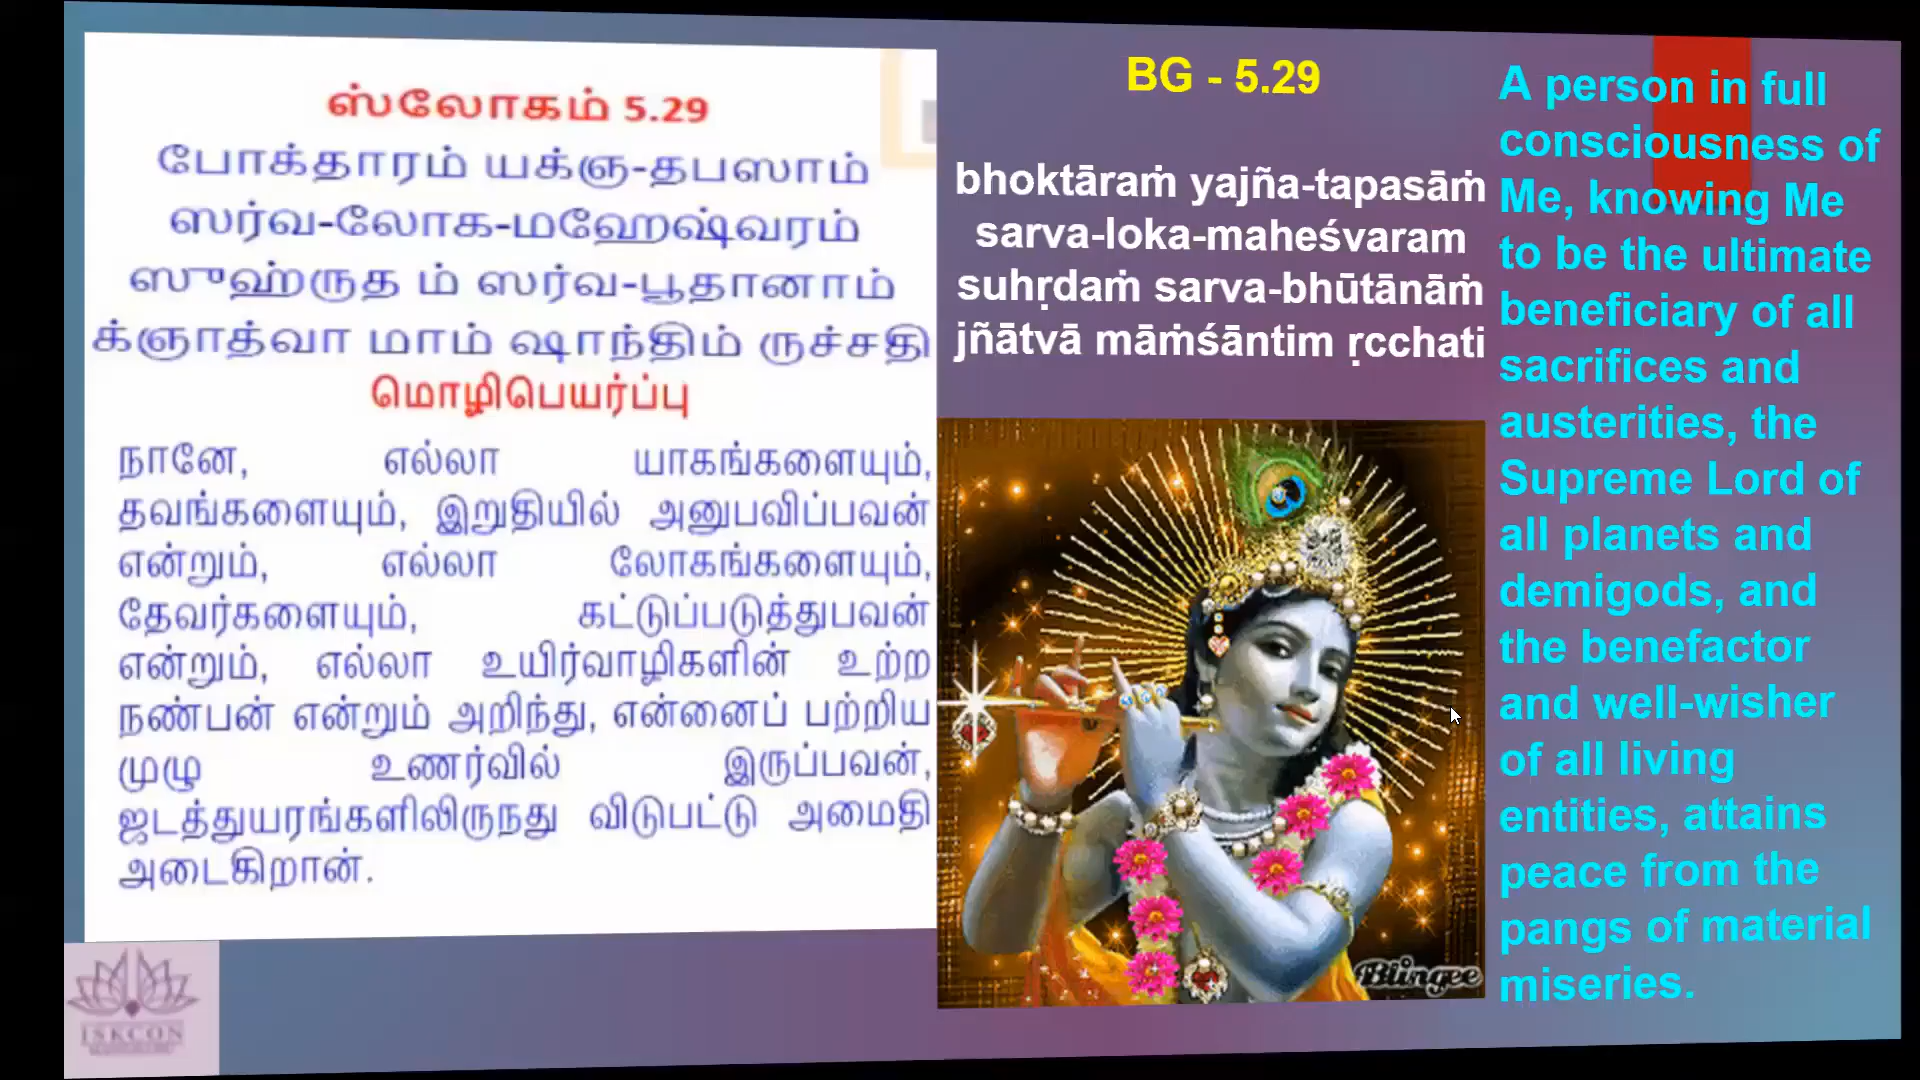 ஸ்லோகம் 5.29
போக்தாரம் யக்ஞ-தபஸாம்
ஸர்வ-லோக-மஹேஷ்வரம்
ஸுஹ்ருத ம் ஸர்வ-பூதானாம்
க்ஞாத்வா மாம் ஷாந்திம் ருச்சதி
மொழிபெயர்ப்பு
நானே, எல்லா யாகங்களையும்,
தவங்களையும், இறுதியில் அனுபவிப்பவன்
என்றும், எல்லா லோகங்களையும்,
தேவர்களையும், கட்டுப்படுத்துபவன்
என்றும், எல்லா உயிர்வாழிகளின் உற்ற
நண்பன் என்றும் அறிந்து, என்னைப் பற்றிய
முழு உணர்வில் இருப்பவன்,
ஜடத்துயரங்களிலிருநது விடுபட்டு அமைதி
அடைகிறான்.
ISKCON
BG - 5.29
bhoktāraṁ yajña-tapasāṁ
sarva-loka-maheśvaram
suhṛdaṁ sarva-bhūtānāṁ
jñātvā māṁśāntim ṛcchati
Blingee
A person in full
consciousness of
Me, knowing Me
to be the ultimate
beneficiary of all
sacrifices and
austerities, the
Supreme Lord of
all planets and
demigods, and
the benefactor
and well-wisher
of all living
entities, attains
peace from the
pangs of material
miseries.